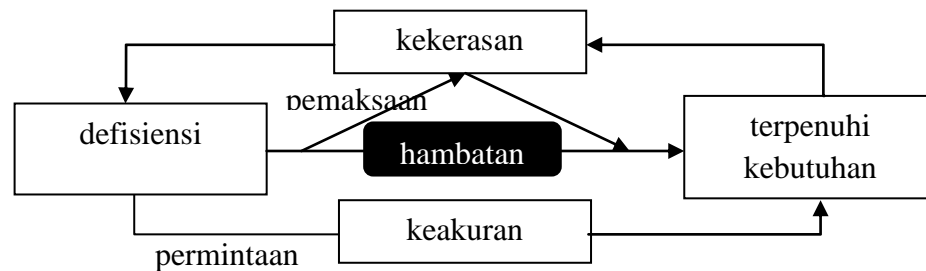 kekerasan
pemaksaan
defisiensi
hambatan
terpenuhi
kebutuhan
keakuran
permintaan